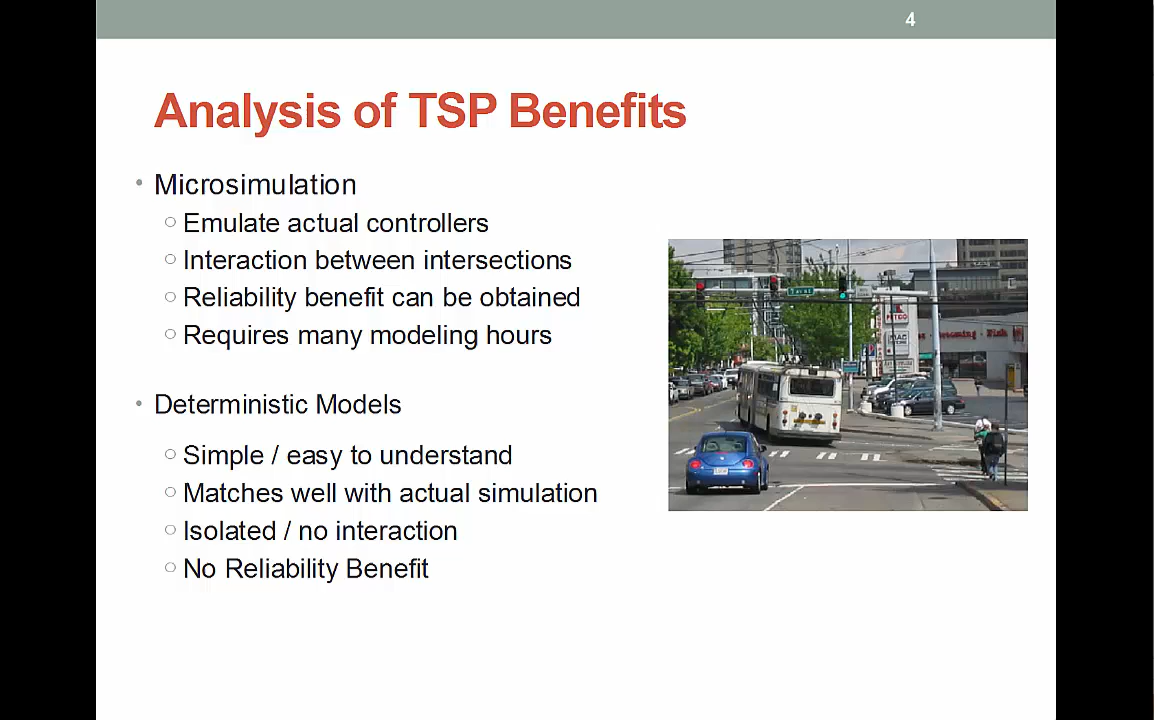 4
Analysis of TSP Benefits
Microsimulation
Emulate actual controllers
Interaction between intersections
Reliability benefit can be obtained
Requires many modeling hours
Deterministic Models
Simple / easy to understand
Matches well with actual simulation
Isolated / no interaction
No Reliability Benefit
PETCO